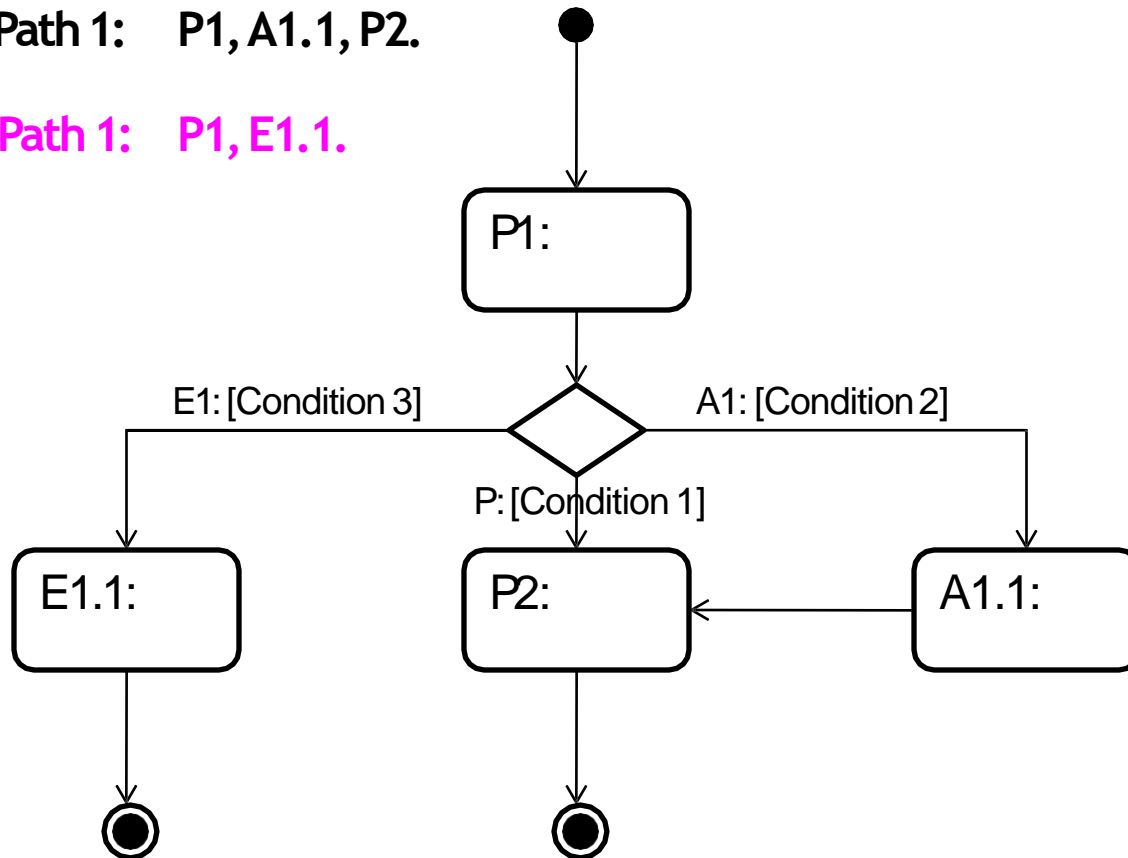 Path 1: P1, A1.1, P2.
Path 1: P1, E1.1.
P1:
E1: [Condition 3]
A1: [Condition 2]
P: [Condition 1]
E1.1:
P2:
A1.1: